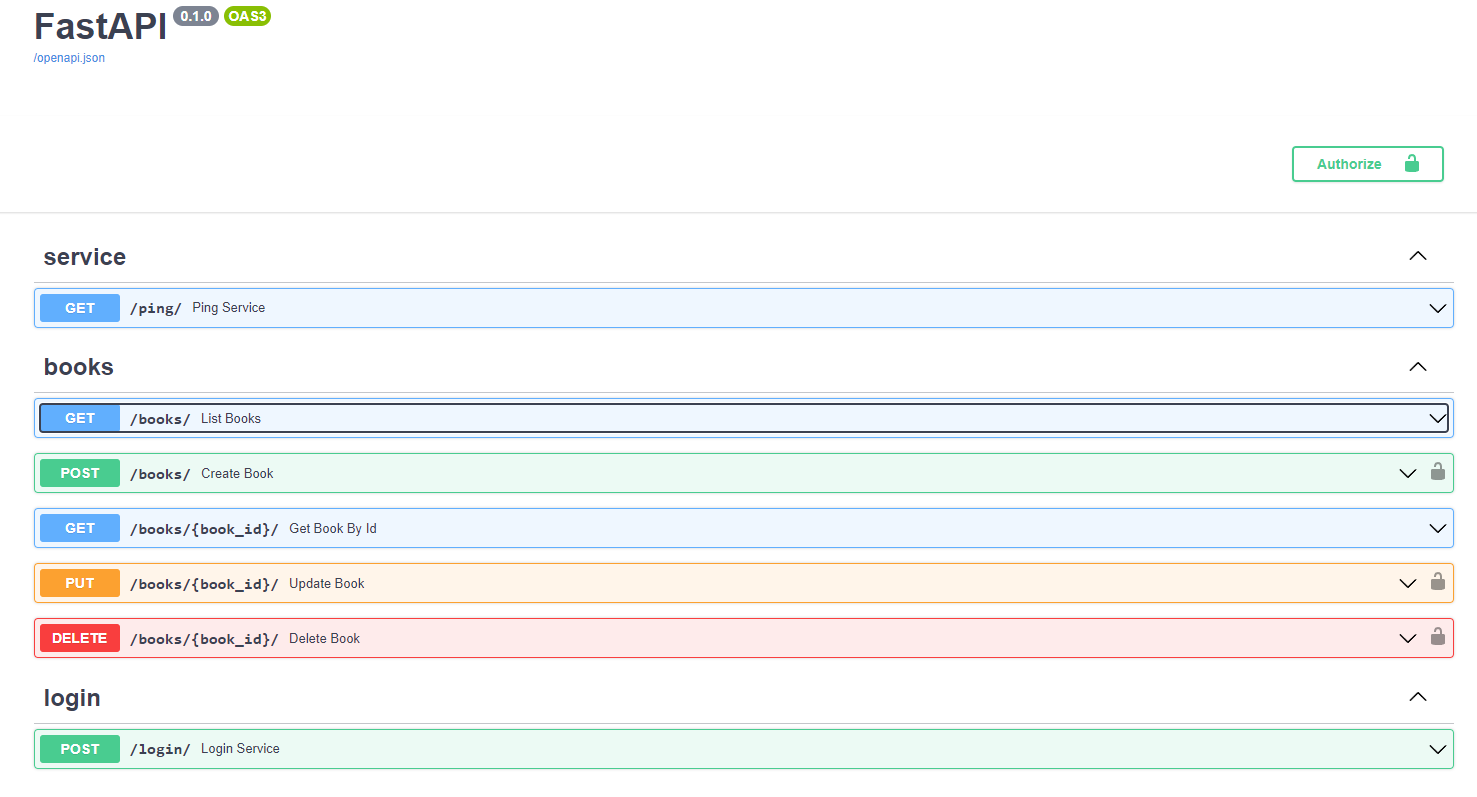 FastAPI 0.1.0 OAS3
/openapi.json
Authorize
service
GET /ping/ Ping Service
books
GET /books/ List Books
POST /books/ Create Book
GET /books/{book_id}/ Get Book By Id
PUT /books/{book_id}/ Update Book
DELETE /books/{book_id}/ Delete Book
login
POST /login/ Login Service